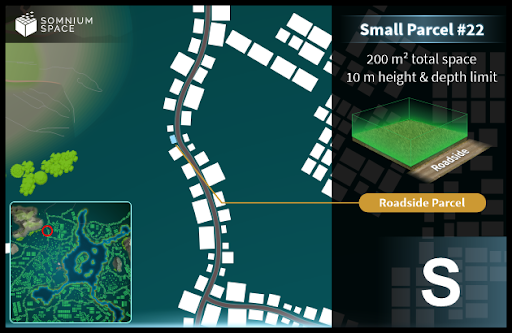 SOMNIUM
SPACE
Small Parcel #22
200 m² total space
10 m height & depth limit
Roadside
Roadside Parcel
S